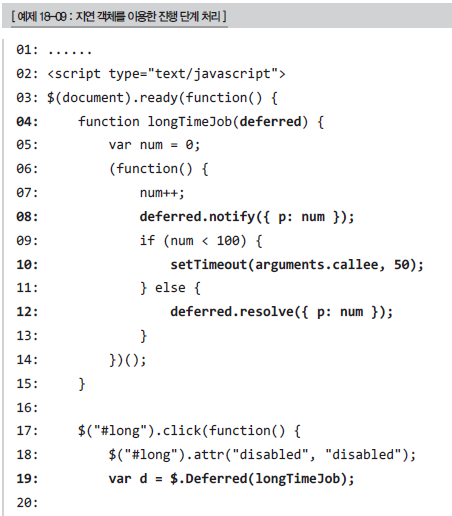 [ 예제 18-09 : 지연 객체를 이용한 진행 단계 처리 ]
01: ......
02: <script type="text/javascript">
03: $(document).ready(function() {
04:     function longTimeJob(deferred) {
05:         var num = 0;
06:         (function() {
07:             num++;
08:             deferred.notify({ p: num });
09:             if (num < 100) {
10:                 setTimeout(arguments.callee, 50);
11:             } else {
12:                 deferred.resolve({ p: num });
13:             }
14:         })();
15:     }
16:
17:     $("#long").click(function() {
18:         $("#long").attr("disabled", "disabled");
19:         var d = $.Deferred(longTimeJob);
20: